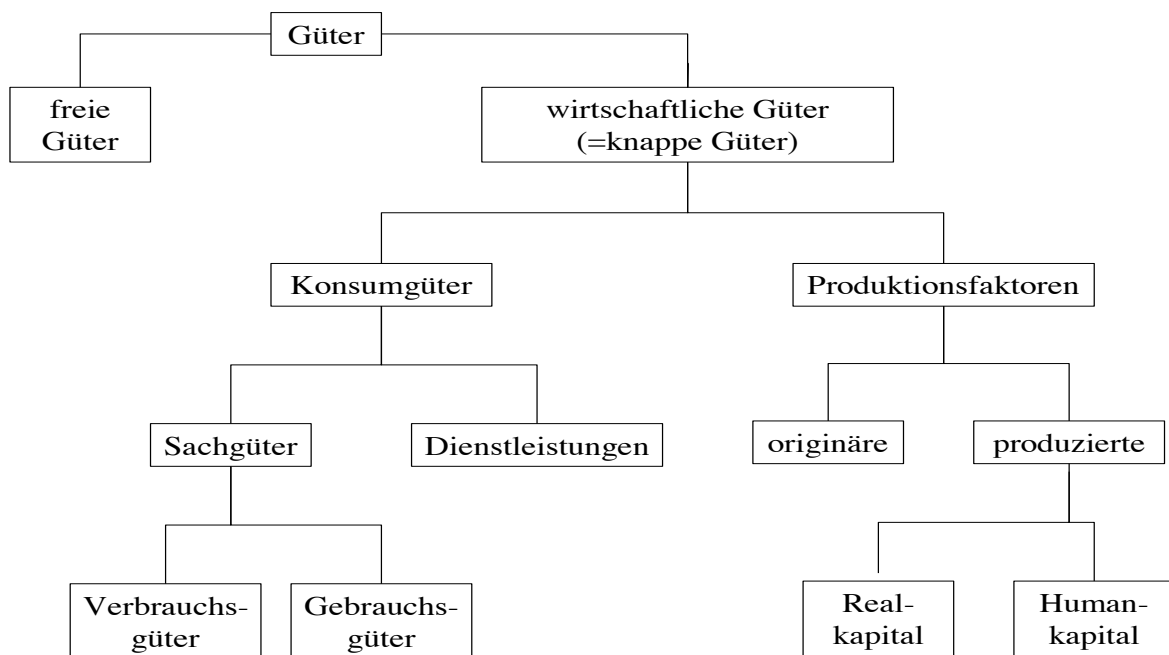 Güter
freie
Güter
wirtschaftliche Güter
(=knappe Güter)
Konsumgüter
Produktionsfaktoren
Sachgüter
Dienstleistungen
originäre
produzierte
Verbrauchs-
güter
Gebrauchs-
güter
Real-
kapital
Human-
kapital